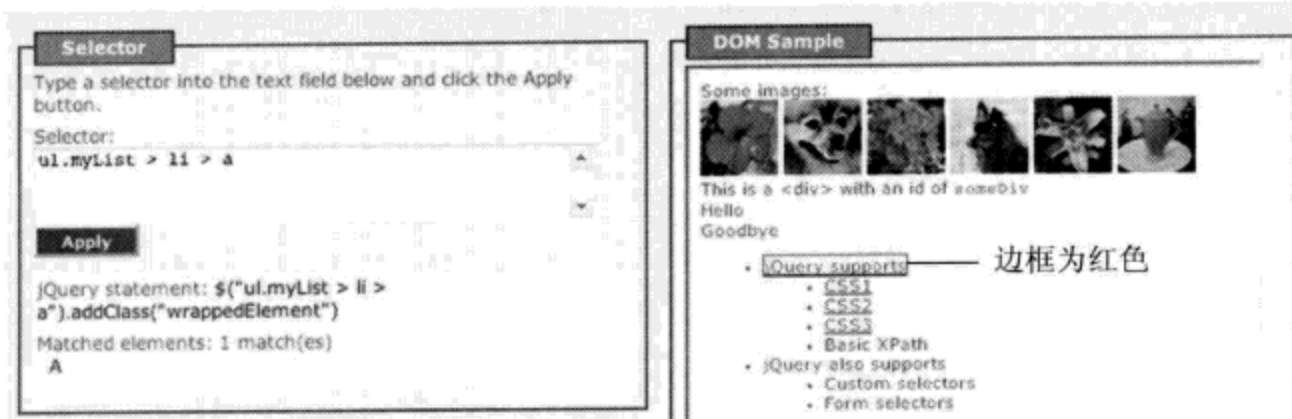 Selector
Type a selector into the text field below and click the Apply
button.
Selector:
ul.myList > li > a
Apply
jQuery statement: $("ul.myList > li >
a").addClass("wrappedElement")
Matched elements: 1 match(es)
A
DOM Sample
Some images:
This is a <div> with an id of someDiv
Hello
Goodbye
jQuery supports
边框为红色
CSS1
CSS2
CSS3
Basic XPath
jQuery also supports
Custom selectors
Form selectors